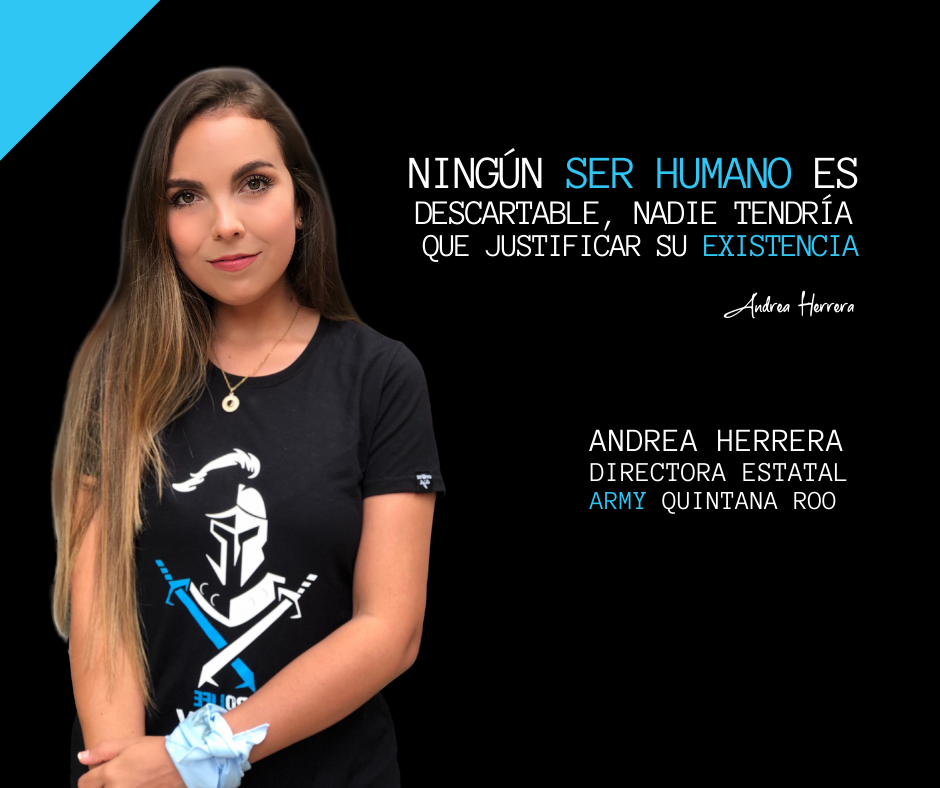 NINGÚN SER HUMANO ES
DESCARTABLE, NADIE TENDRÍA
QUE JUSTIFICAR SU EXISTENCIA
Andrea Herrera
ANDREA HERRERA
DIRECTORA ESTATAL
ARMY QUINTANA ROO